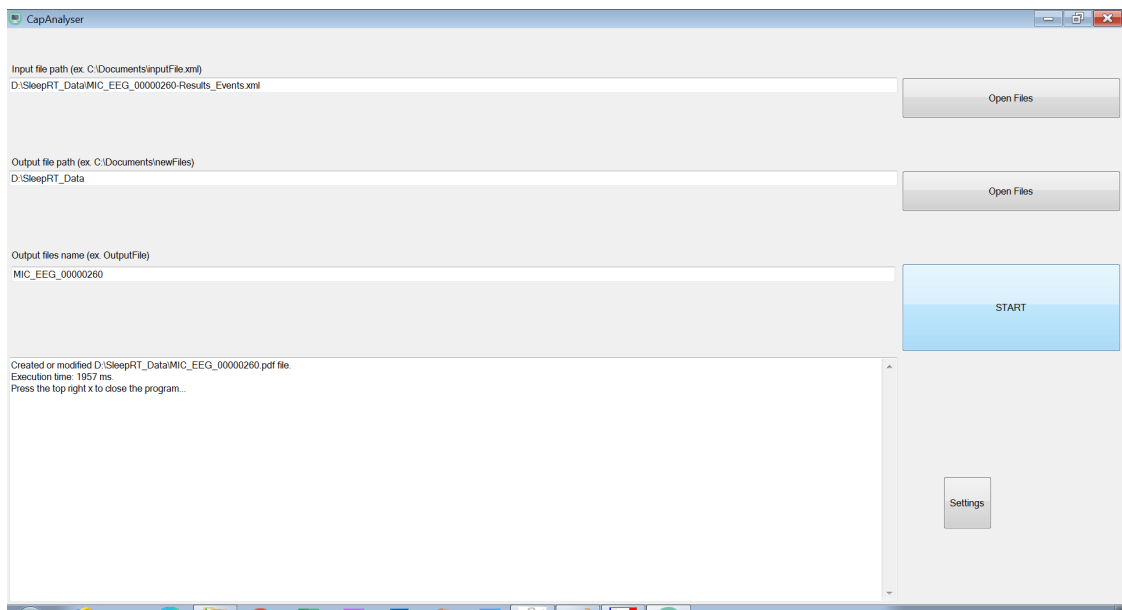 CapAnalyser
Input file path (ex. C:\Documents\inputFile.xml)
D:\SleepRT_Data\MIC_EEG_00000260-Results_Events.xml
Open Files
Output file path (ex. C:\Documents\newFiles)
D:\SleepRT_Data
Open Files
Output files name (ex. OutputFile)
MIC_EEG_00000260
START
Created or modified D:\SleepRT_Data\MIC_EEG_00000260.pdf file.
Execution time: 1957 ms.
Press the top right x to close the program...
Settings